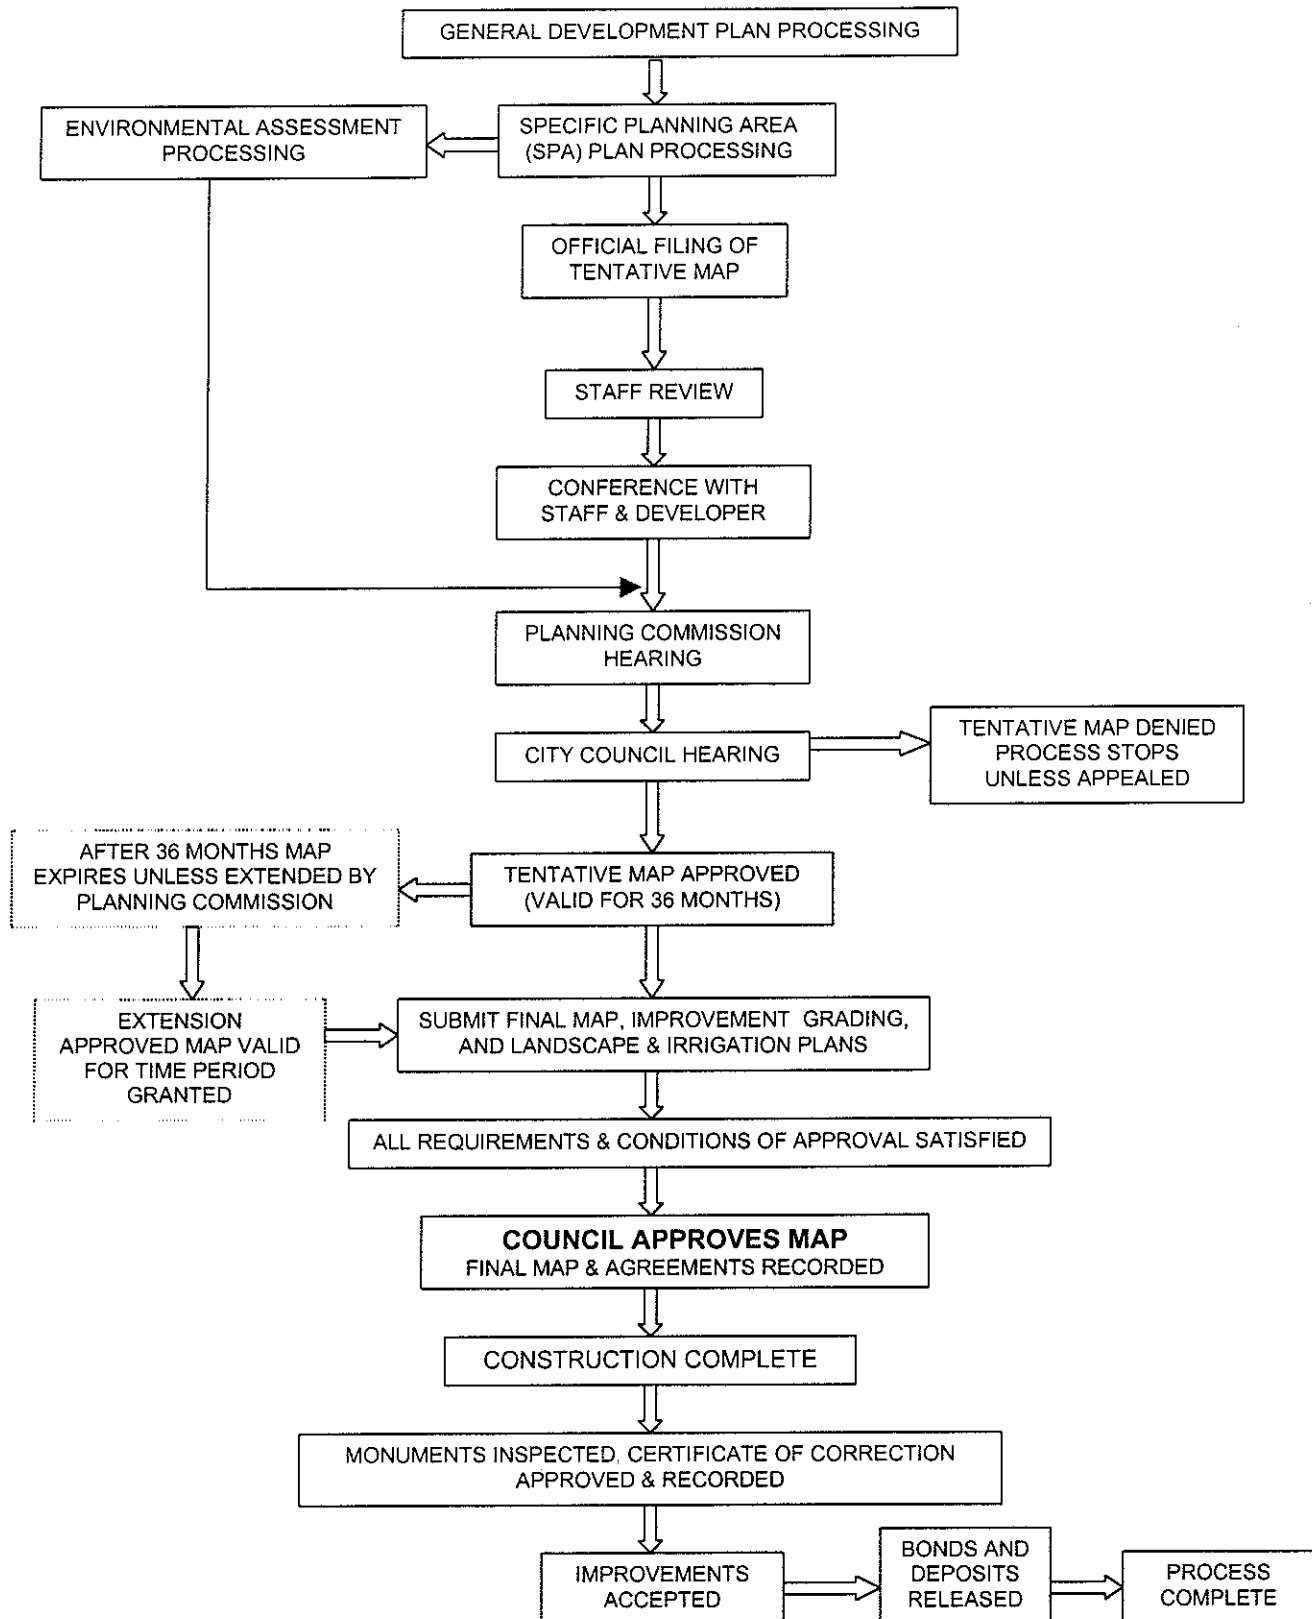 GENERAL DEVELOPMENT PLAN PROCESSING
ENVIRONMENTAL ASSESSMENT
PROCESSING
SPECIFIC PLANNING AREA
(SPA) PLAN PROCESSING
OFFICIAL FILING OF
TENTATIVE MAP
STAFF REVIEW
CONFERENCE WITH
STAFF & DEVELOPER
PLANNING COMMISSION
HEARING
CITY COUNCIL HEARING
TENTATIVE MAP DENIED
PROCESS STOPS
UNLESS APPEALED
AFTER 36 MONTHS MAP
EXPIRES UNLESS EXTENDED BY
PLANNING COMMISSION
TENTATIVE MAP APPROVED
(VALID FOR 36 MONTHS)
EXTENSION
APPROVED MAP VALID
FOR TIME PERIOD
GRANTED
SUBMIT FINAL MAP, IMPROVEMENT GRADING,
AND LANDSCAPE & IRRIGATION PLANS
ALL REQUIREMENTS & CONDITIONS OF APPROVAL SATISFIED
COUNCIL APPROVES MAP
FINAL MAP & AGREEMENTS RECORDED
CONSTRUCTION COMPLETE
MONUMENTS INSPECTED, CERTIFICATE OF CORRECTION
APPROVED & RECORDED
IMPROVEMENTS
ACCEPTED
BONDS AND
DEPOSITS
RELEASED
PROCESS
COMPLETE